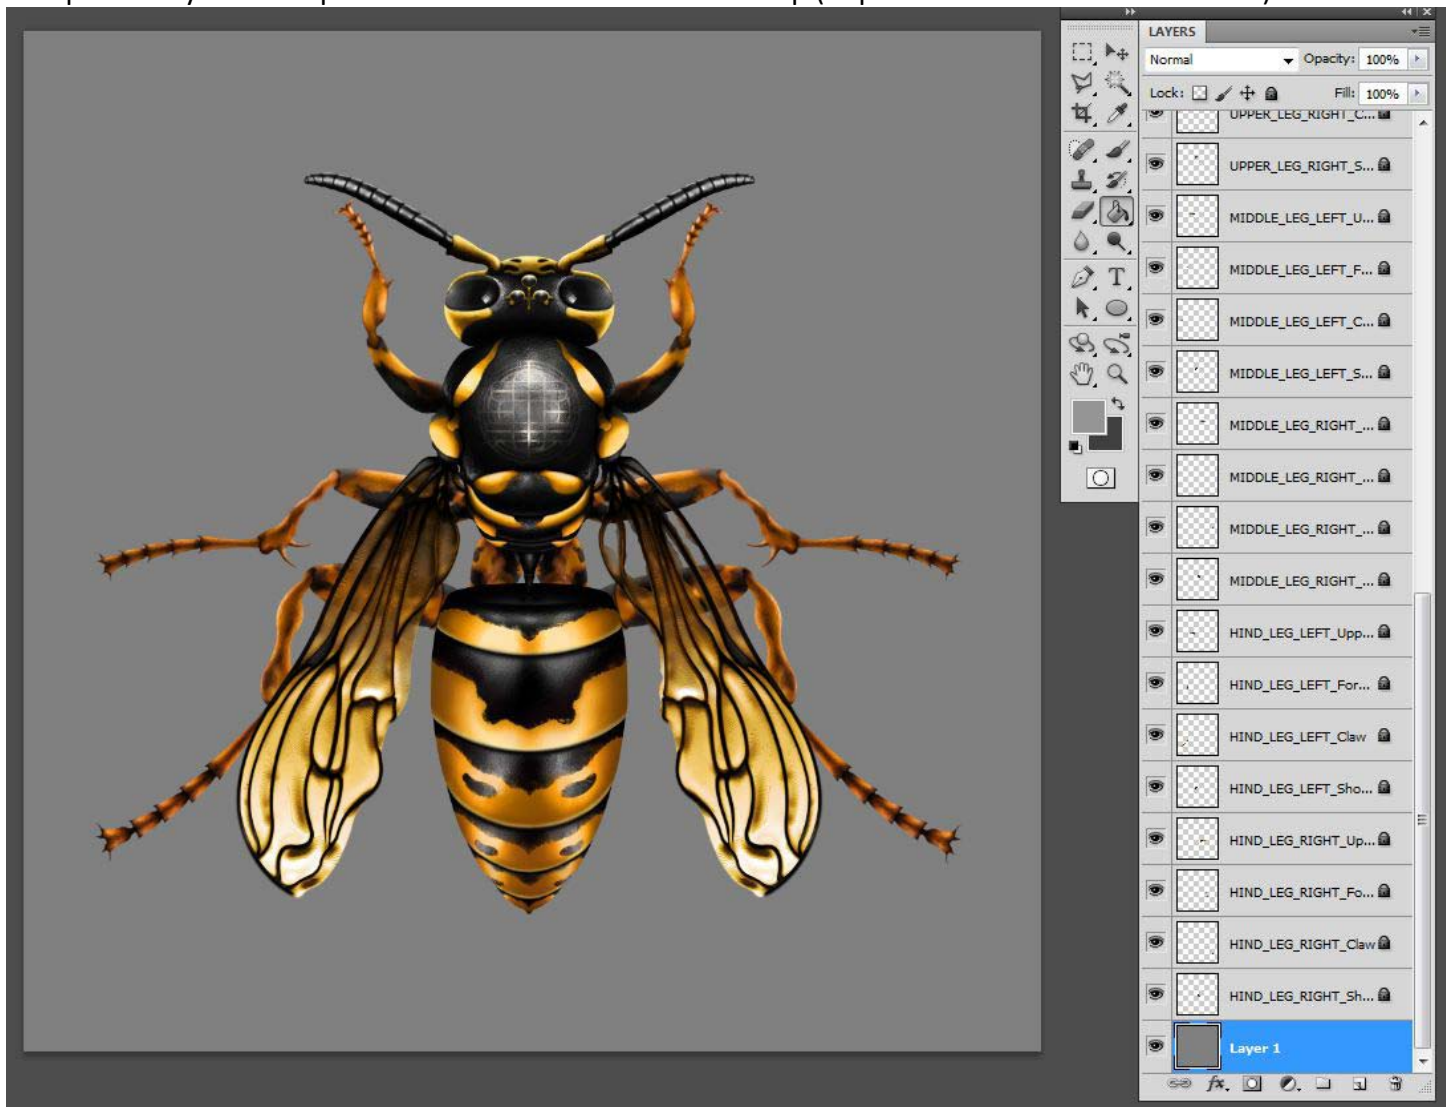 LAYERS
Normal
Opacity: 100%
Lock:
Fill: 100%
UPPER_LEG_RIGHT_C...
UPPER_LEG_RIGHT_S...
MIDDLE_LEG_LEFT_U...
MIDDLE_LEG_LEFT_F...
MIDDLE_LEG_LEFT_C...
MIDDLE_LEG_LEFT_S...
MIDDLE_LEG_RIGHT_...
MIDDLE_LEG_RIGHT_...
MIDDLE_LEG_RIGHT_...
MIDDLE_LEG_RIGHT_...
HIND_LEG_LEFT_Upp...
HIND_LEG_LEFT_For...
HIND_LEG_LEFT_Claw
HIND_LEG_LEFT_Sho...
HIND_LEG_RIGHT_Up...
HIND_LEG_RIGHT_Fo...
HIND_LEG_RIGHT_Claw
HIND_LEG_RIGHT_Sh...
Layer 1